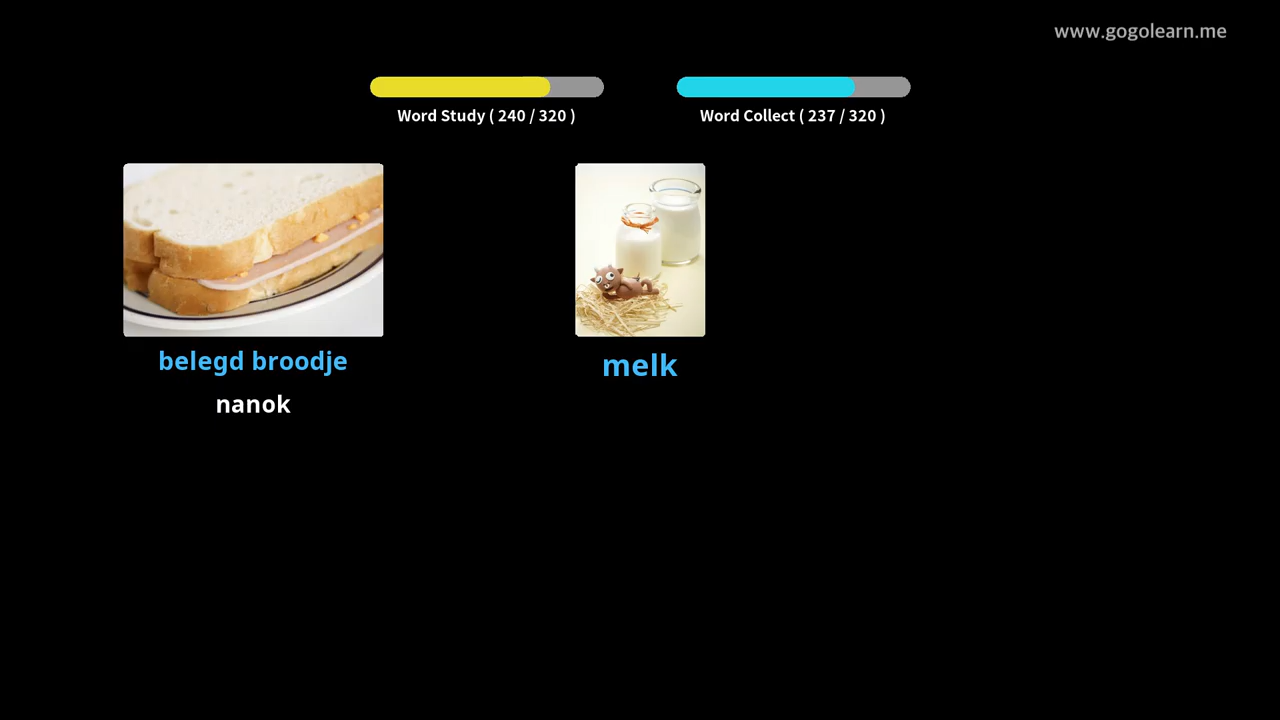 www.gogolearn.me
Word Study ( 240 / 320 )
Word Collect ( 237 / 320 )
belegd broodje
nanok
melk